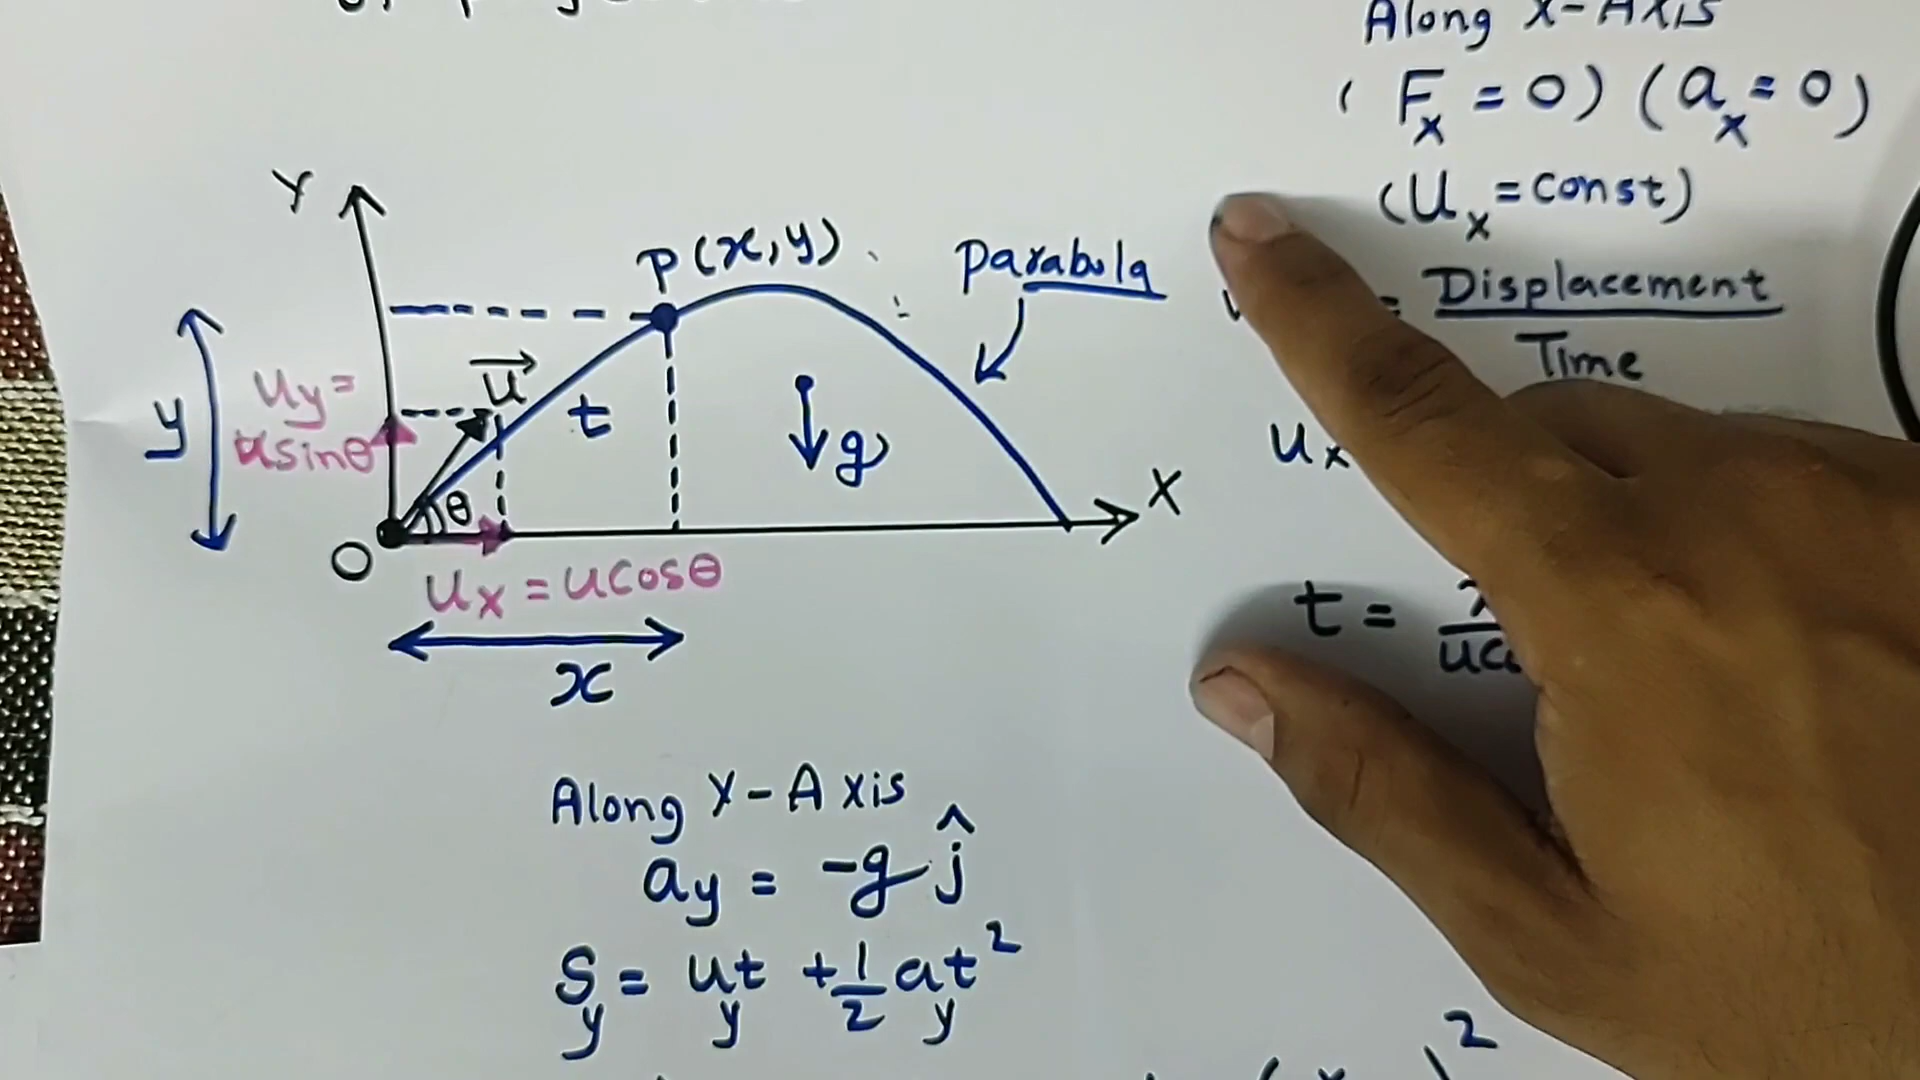 Along X-Axis
(Fx = 0) (ax = 0)
(Ux = const)
= Displacement
Time
ux
t = 
Y
P(x,y)
parabola
u
uy =
usinθ
y
t
g
θ
X
O
ux = ucosθ
x
Along Y-Axis
ay = -g ĵ
Sy = uyt + 1/2 ayt²